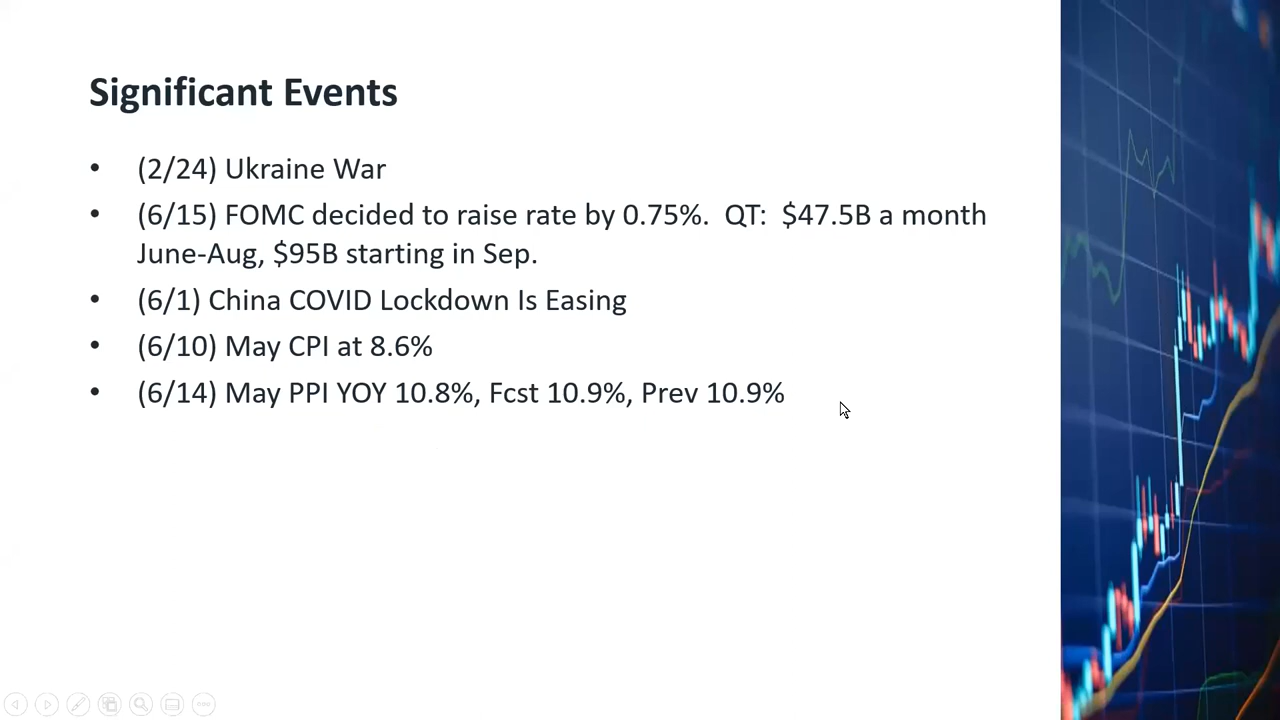 Significant Events
• (2/24) Ukraine War
• (6/15) FOMC decided to raise rate by 0.75%.  QT:  $47.5B a month
June-Aug, $95B starting in Sep.
• (6/1) China COVID Lockdown Is Easing
• (6/10) May CPI at 8.6%
• (6/14) May PPI YOY 10.8%, Fcst 10.9%, Prev 10.9%